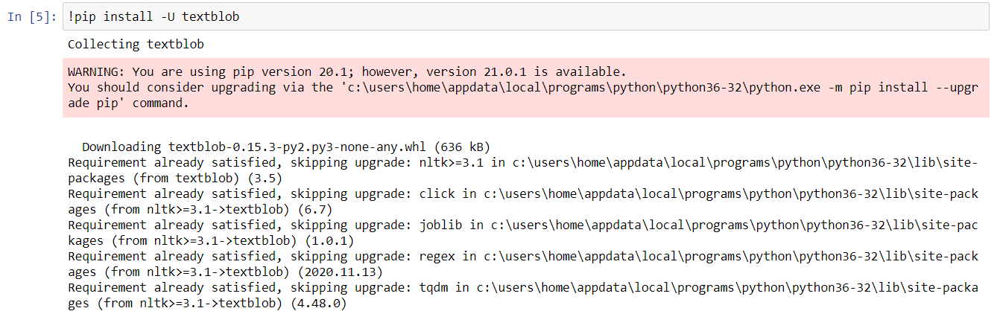 In [5]: !pip install -U textblob
Collecting textblob
WARNING: You are using pip version 20.1; however, version 21.0.1 is available.
You should consider upgrading via the 'c:\users\home\appdata\local\programs\python\python36-32\python.exe -m pip install --upgr
ade pip' command.
Downloading textblob-0.15.3-py2.py3-none-any.whl (636 kB)
Requirement already satisfied, skipping upgrade: nltk>=3.1 in c:\users\home\appdata\local\programs\python\python36-32\lib\site-
packages (from textblob) (3.5)
Requirement already satisfied, skipping upgrade: click in c:\users\home\appdata\local\programs\python\python36-32\lib\site-pack
ages (from nltk>=3.1->textblob) (6.7)
Requirement already satisfied, skipping upgrade: joblib in c:\users\home\appdata\local\programs\python\python36-32\lib\site-pac
kages (from nltk>=3.1->textblob) (1.0.1)
Requirement already satisfied, skipping upgrade: regex in c:\users\home\appdata\local\programs\python\python36-32\lib\site-pack
ages (from nltk>=3.1->textblob) (2020.11.13)
Requirement already satisfied, skipping upgrade: tqdm in c:\users\home\appdata\local\programs\python\python36-32\lib\site-packa
ges (from nltk>=3.1->textblob) (4.48.0)